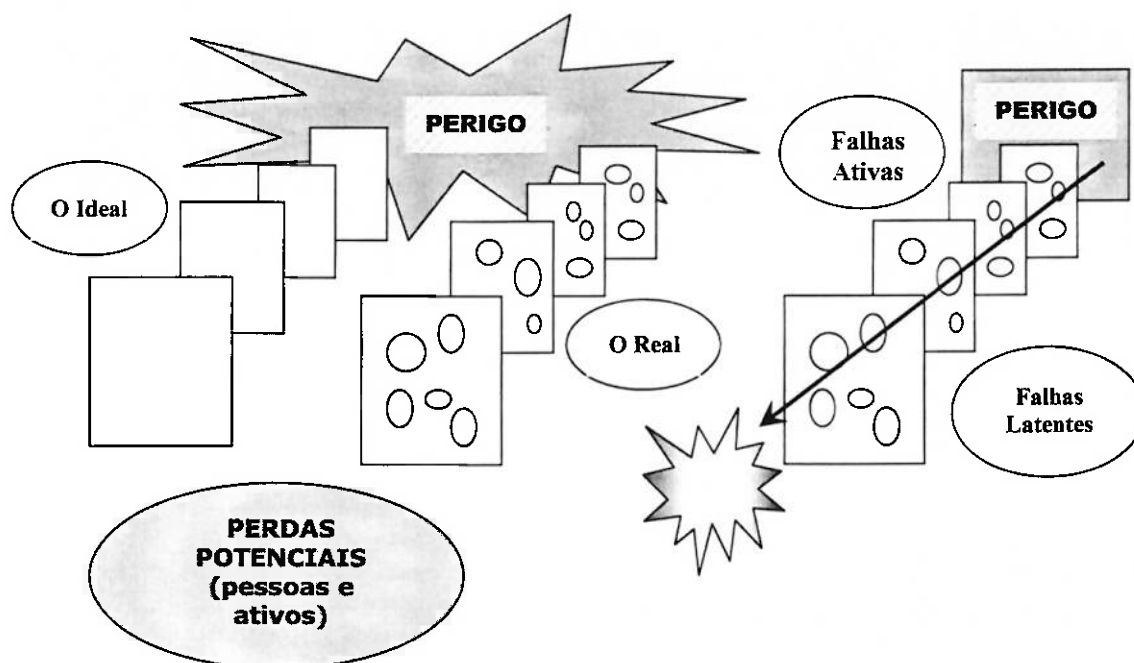 PERIGO
O Ideal
O Real
PERDAS
POTENCIAIS
(pessoas e
ativos)
PERIGO
Falhas
Ativas
Falhas
Latentes